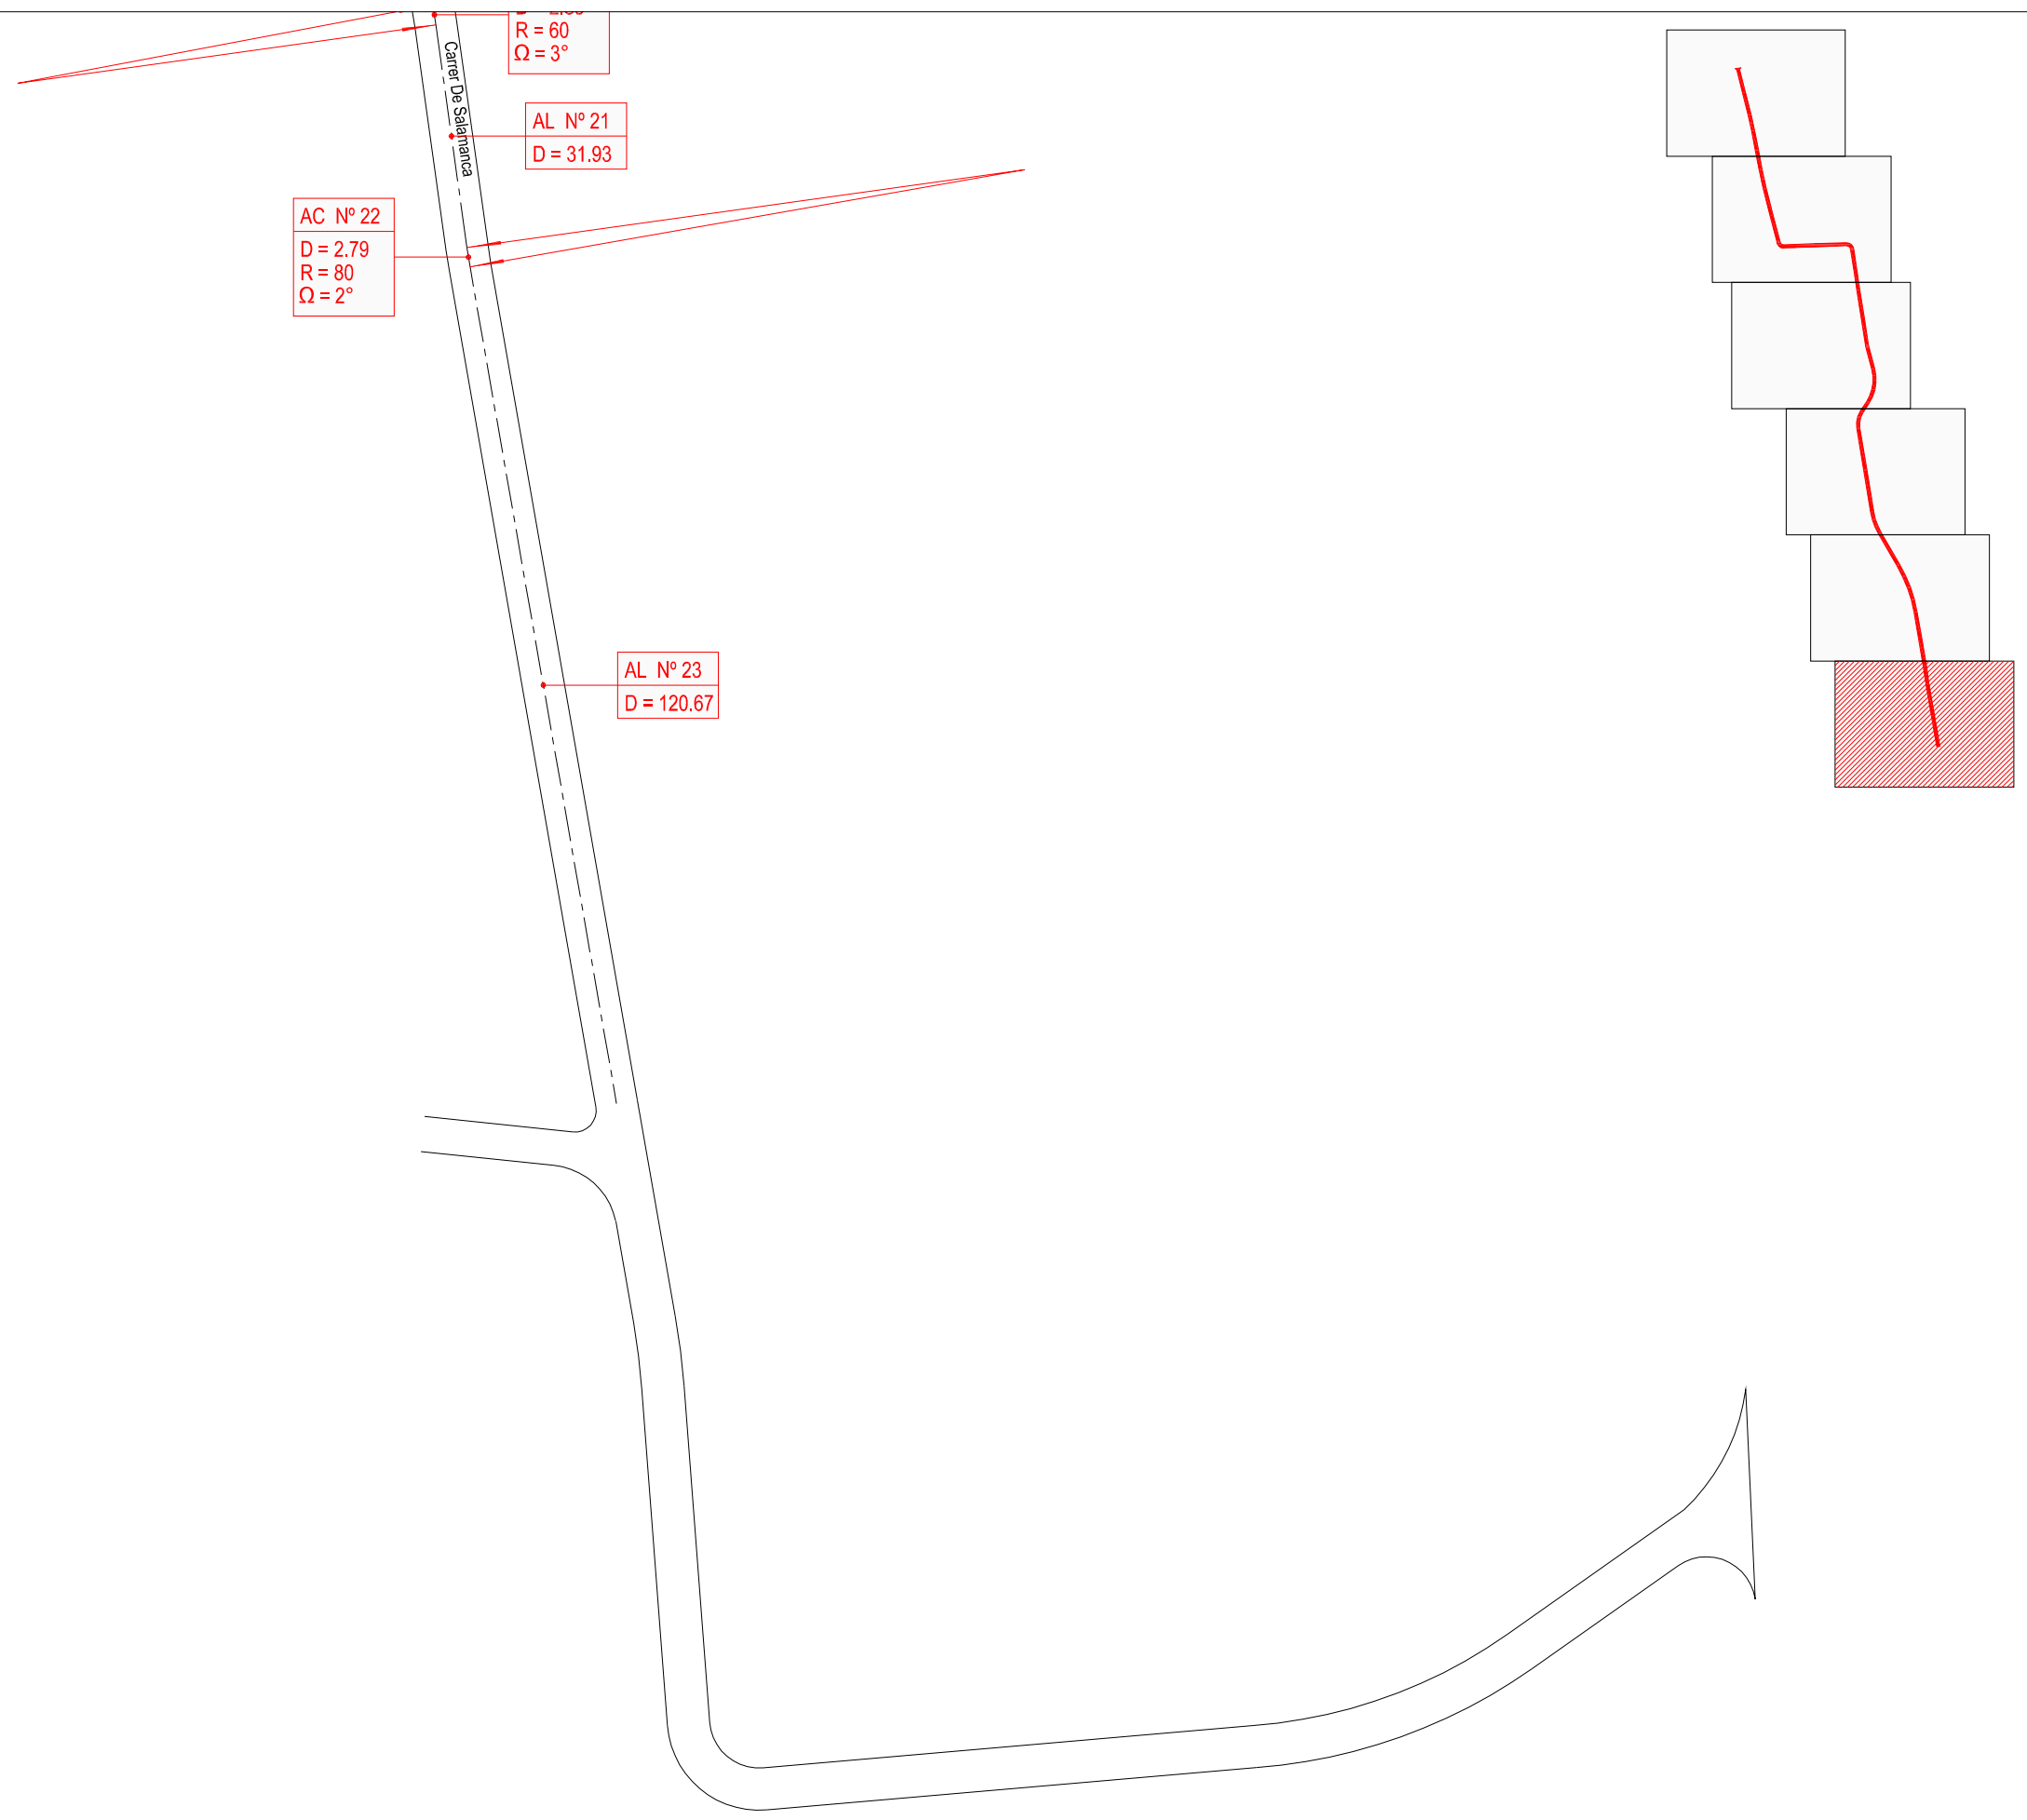 R = 60
Ω = 3°
Carrer De Salamanca
AL Nº 21
D = 31.93
AC Nº 22
D = 2.79
R = 80
Ω = 2°
AL Nº 23
D = 120.67